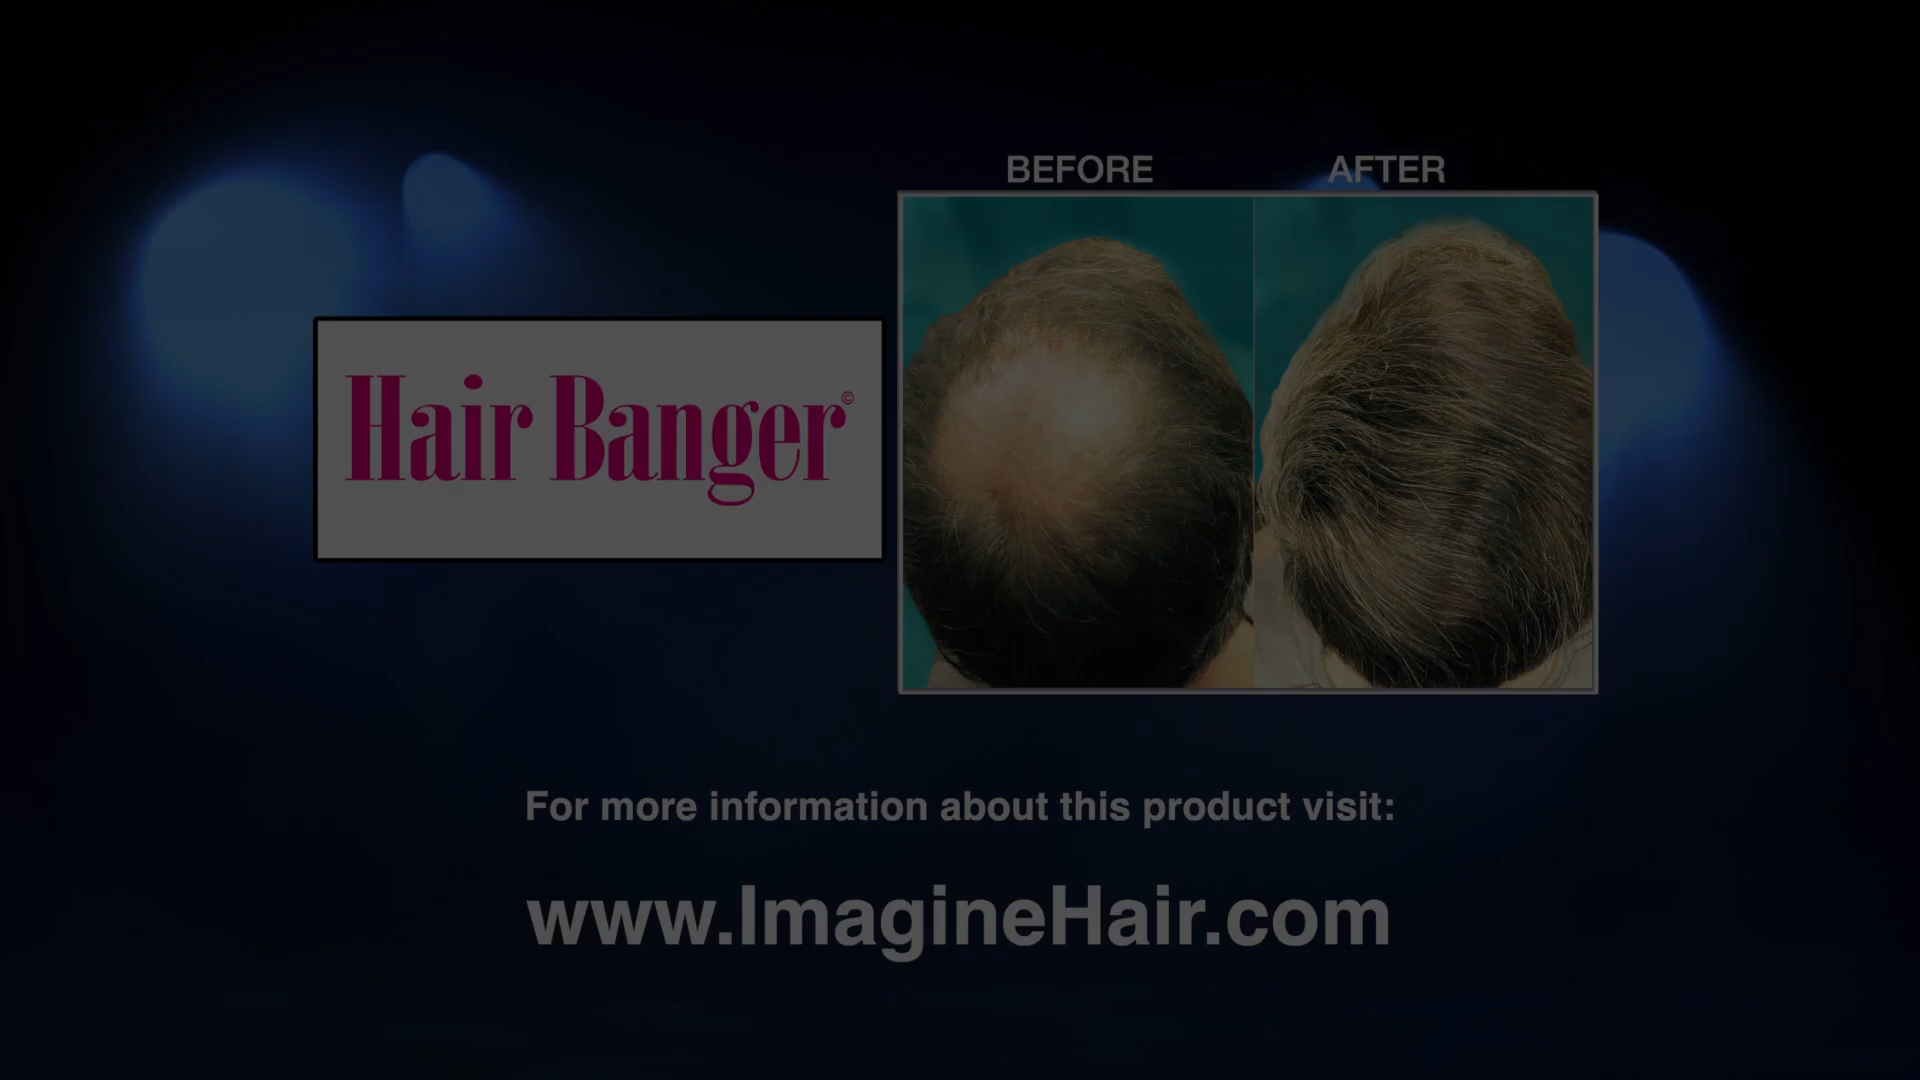 BEFORE AFTER
Hair Banger©
For more information about this product visit:
www.ImagineHair.com